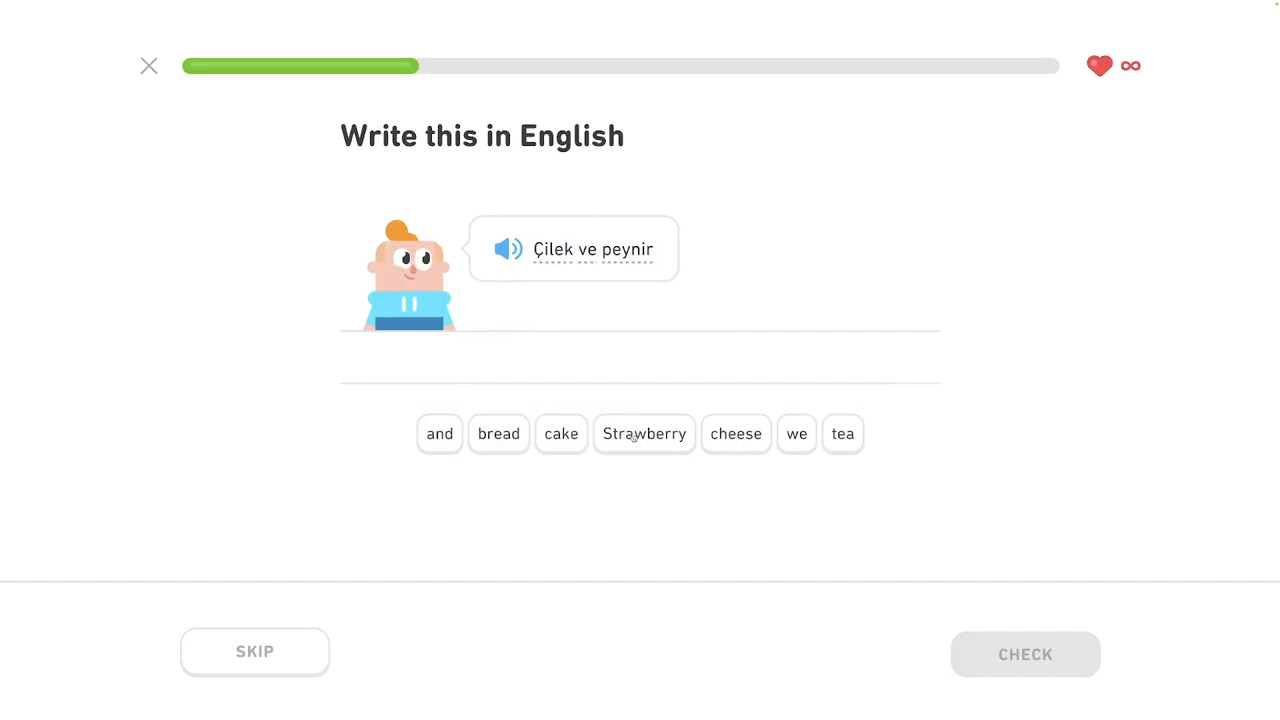 ∞
Write this in English
Çilek ve peynir
and bread cake Strawberry cheese we tea
SKIP
CHECK